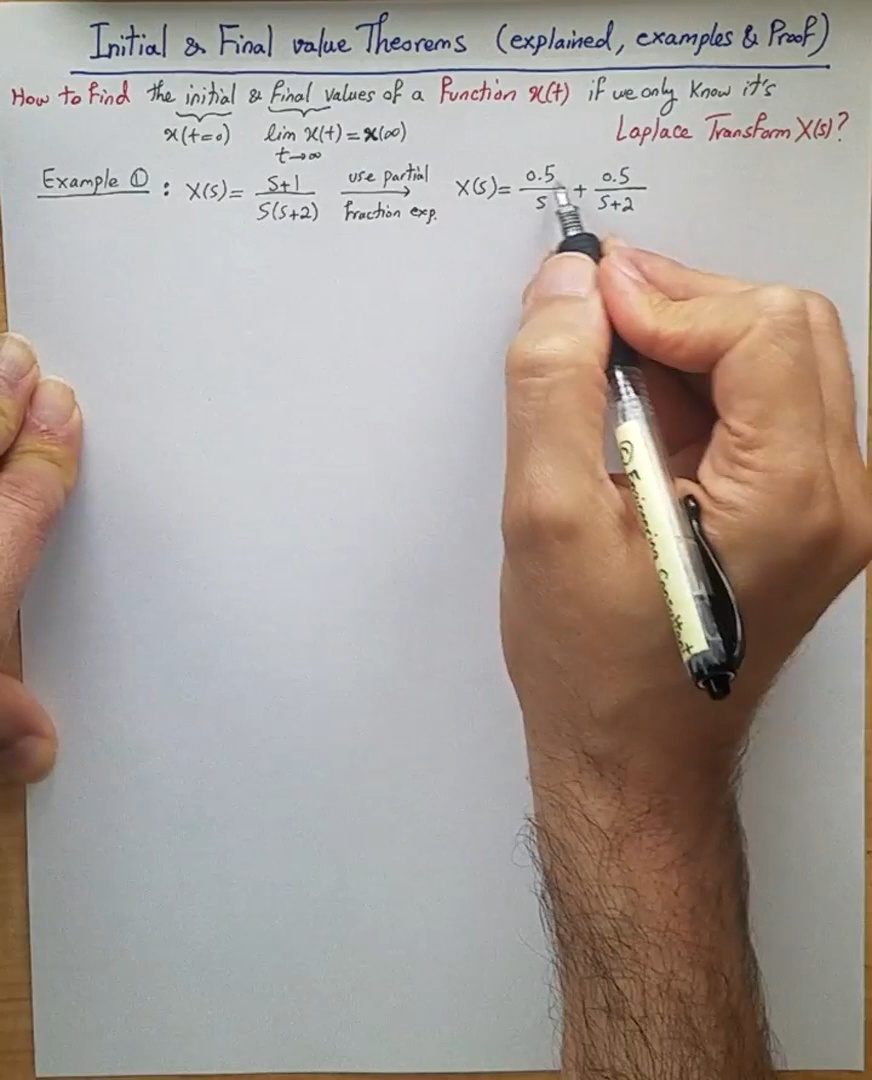 Initial & Final value Theorems (explained, examples & Proof)
How to find the initial & final values of a function x(t) if we only know it's
x(t=0) lim x(t) = x(∞) Laplace Transform X(s)?
t→∞
Example ① : X(s) = s+1 / s(s+2) use partial fraction exp. → X(s) = 0.5 / s + 0.5 / s+2
© Engineering Consultant